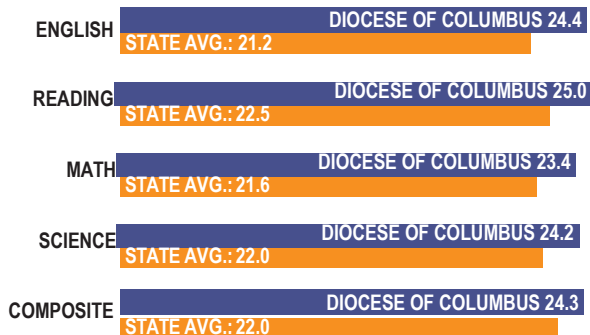 ENGLISH
DIOCESE OF COLUMBUS 24.4
STATE AVG.: 21.2
READING
DIOCESE OF COLUMBUS 25.0
STATE AVG.: 22.5
MATH
DIOCESE OF COLUMBUS 23.4
STATE AVG.: 21.6
SCIENCE
DIOCESE OF COLUMBUS 24.2
STATE AVG.: 22.0
COMPOSITE
DIOCESE OF COLUMBUS 24.3
STATE AVG.: 22.0